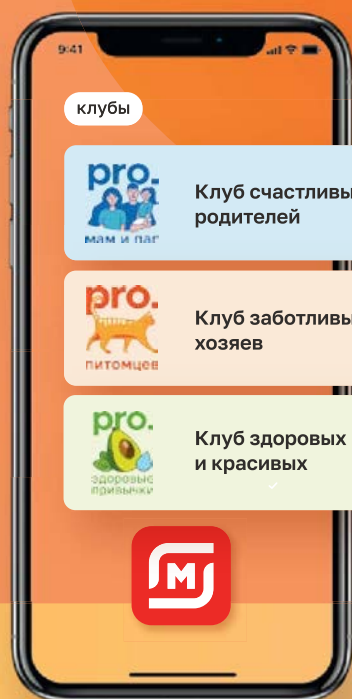 9:41
клубы
pro.
мам и пап
Клуб счастливы
родителей
pro.
питомцев
Клуб заботливы
хозяев
pro.
здоровые
привычки
Клуб здоровых
и красивых
М